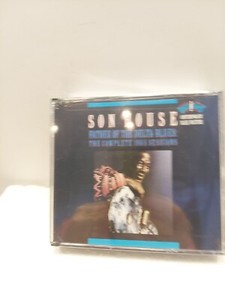 SON HOUSE
FATHER OF THE DELTA BLUES:
THE COMPLETE 1965 SESSIONS